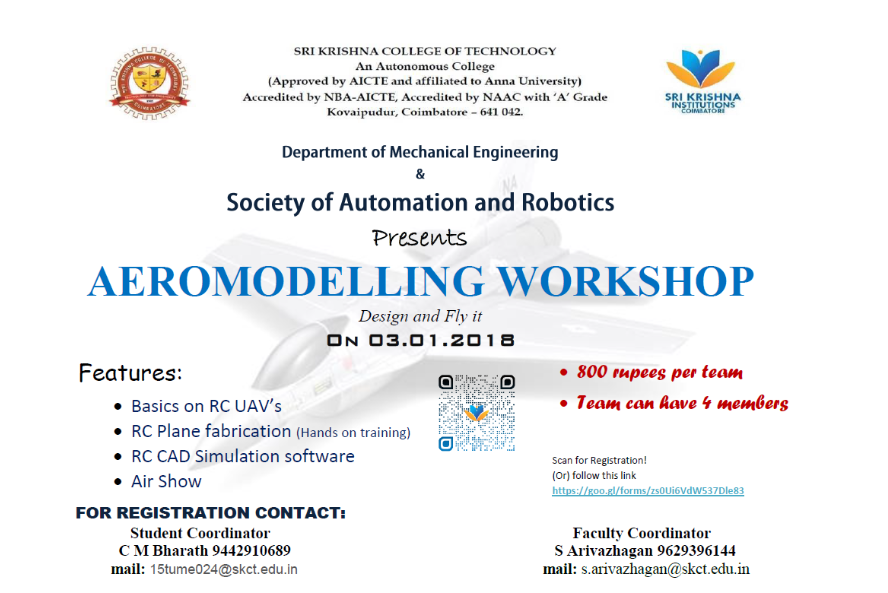 SRI KRISHNA COLLEGE OF TECHNOLOGY
An Autonomous College
(Approved by AICTE and affiliated to Anna University)
Accredited by NBA-AICTE, Accredited by NAAC with 'A' Grade
Kovaipudur, Coimbatore – 641 042.
SRI KRISHNA
INSTITUTIONS
COIMBATORE
Department of Mechanical Engineering
&
Society of Automation and Robotics
Presents
AEROMODELLING WORKSHOP
Design and Fly it
On 03.01.2018
Features:
• Basics on RC UAV's
• RC Plane fabrication (Hands on training)
• RC CAD Simulation software
• Air Show
• 800 rupees per team
• Team can have 4 members
Scan for Registration!
(Or) follow this link
https://goo.gl/forms/zs0Ui6VdW537Dle83
FOR REGISTRATION CONTACT:
Student Coordinator
C M Bharath 9442910689
mail: 15tume024@skct.edu.in
Faculty Coordinator
S Arivazhagan 9629396144
mail: s.arivazhagan@skct.edu.in